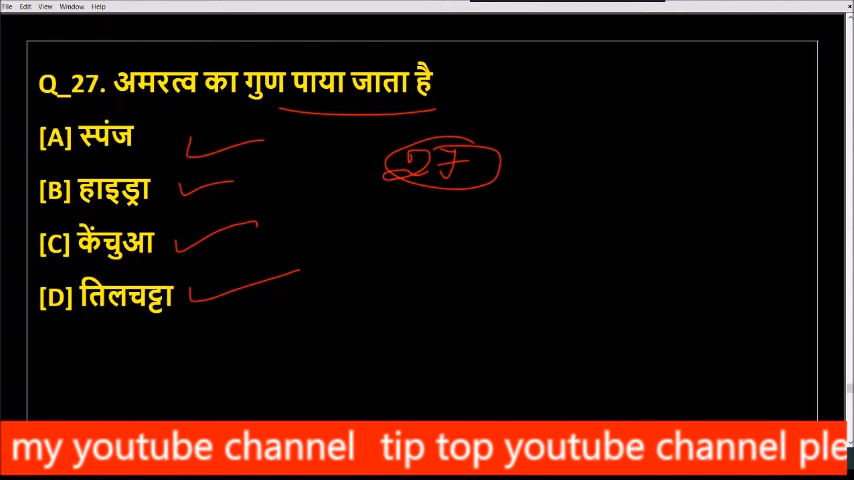 File Edit View Window Help
Q_27. अमरत्व का गुण पाया जाता है
[A] स्पंज
[B] हाइड्रा
[C] केंचुआ
[D] तिलचट्टा
my youtube channel tip top youtube channel ple